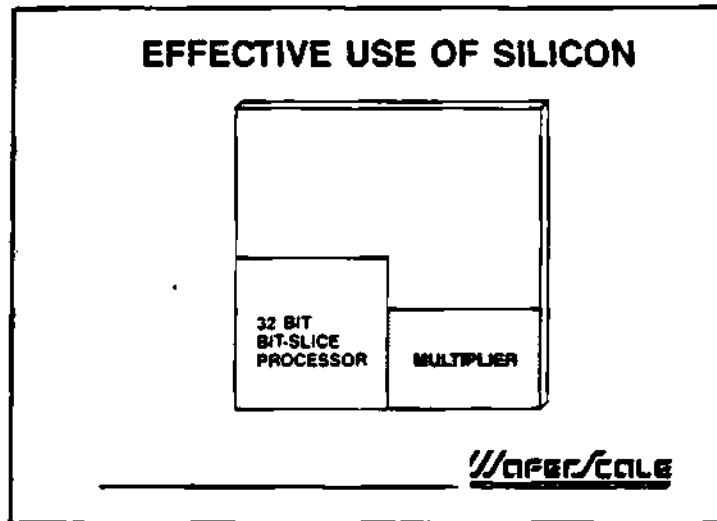 EFFECTIVE USE OF SILICON
32 BIT
BIT-SLICE
PROCESSOR
MULTIPLIER
WAFERSCALE